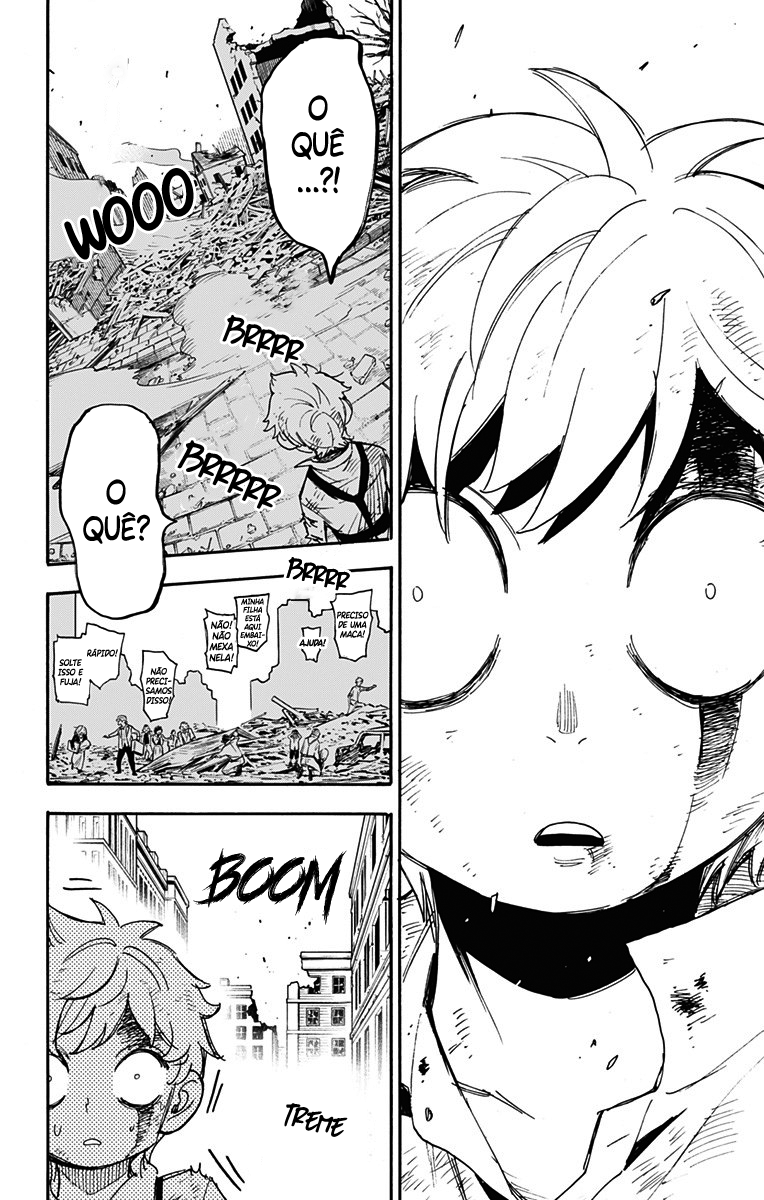 O
QUÊ
...?!
WOOO
BRRRR
BRRRRR
O
QUÊ?
BRRRR
PRECISO
DE UMA
MACA!
AJUDA!
MINHA
FILHA
ESTÁ
AQUI
EMBAI-
XO!
NÃO!
NÃO
MEXA
NELA!
NÃO
PRECI-
SAMOS
DISSO!
RÁPIDO!
SOLTE
ISSO E
FUJA!
BOOM
TREME